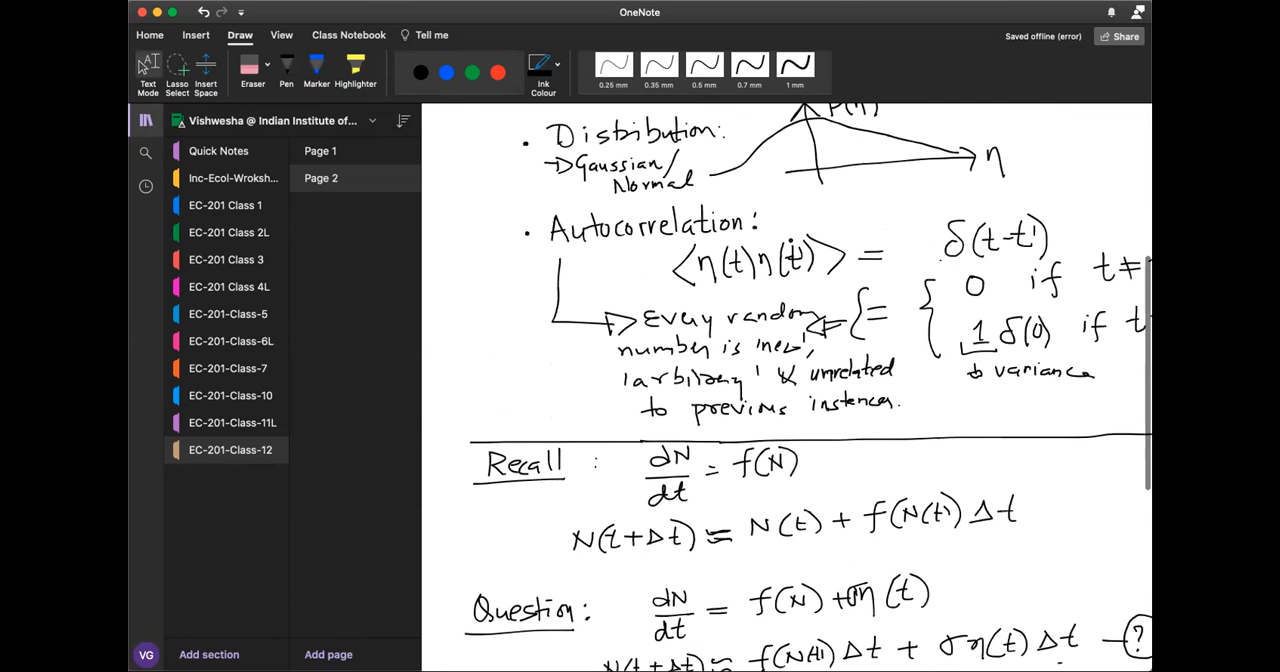 OneNote
Home Insert Draw View Class Notebook Tell me
Saved offline (error) Share
Text Mode
Lasso Select
Insert Space
Eraser
Pen
Marker
Highlighter
Ink Colour
0.25 mm 0.35 mm 0.5 mm 0.7 mm 1 mm
Vishwesha @ Indian Institute of...
Quick Notes
Inc-Ecol-Wroksh...
EC-201 Class 1
EC-201 Class 2L
EC-201 Class 3
EC-201 Class 4L
EC-201-Class-5
EC-201-Class-6L
EC-201-Class-7
EC-201-Class-10
EC-201-Class-11L
EC-201-Class-12
Page 1
Page 2
VG Add section Add page
P(η)
. Distribution: η
→ Gaussian/
Normal
. Autocorrelation:
<η(t)η(t')> = δ(t-t')
= { 0 if t ≠
1 δ(0) if t
variance
Every random
number is 'new',
'arbitrary' & unrelated
to previous instances.
Recall : dN/dt = f(N)
N(t+Δt) ≈ N(t) + f(N(t)) Δt
Question: dN/dt = f(N) + ση(t)
N(t+Δt) ≈ f(N(t)) Δt + ση(t) Δt - ?